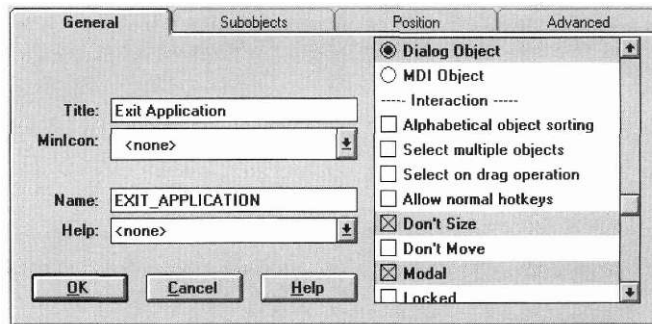 General
Subobjects
Position
Advanced
Title: Exit Application
MinIcon: <none>
Name: EXIT_APPLICATION
Help: <none>
OK
Cancel
Help
Dialog Object
MDI Object
----- Interaction -----
Alphabetical object sorting
Select multiple objects
Select on drag operation
Allow normal hotkeys
Don't Size
Don't Move
Modal
Locked